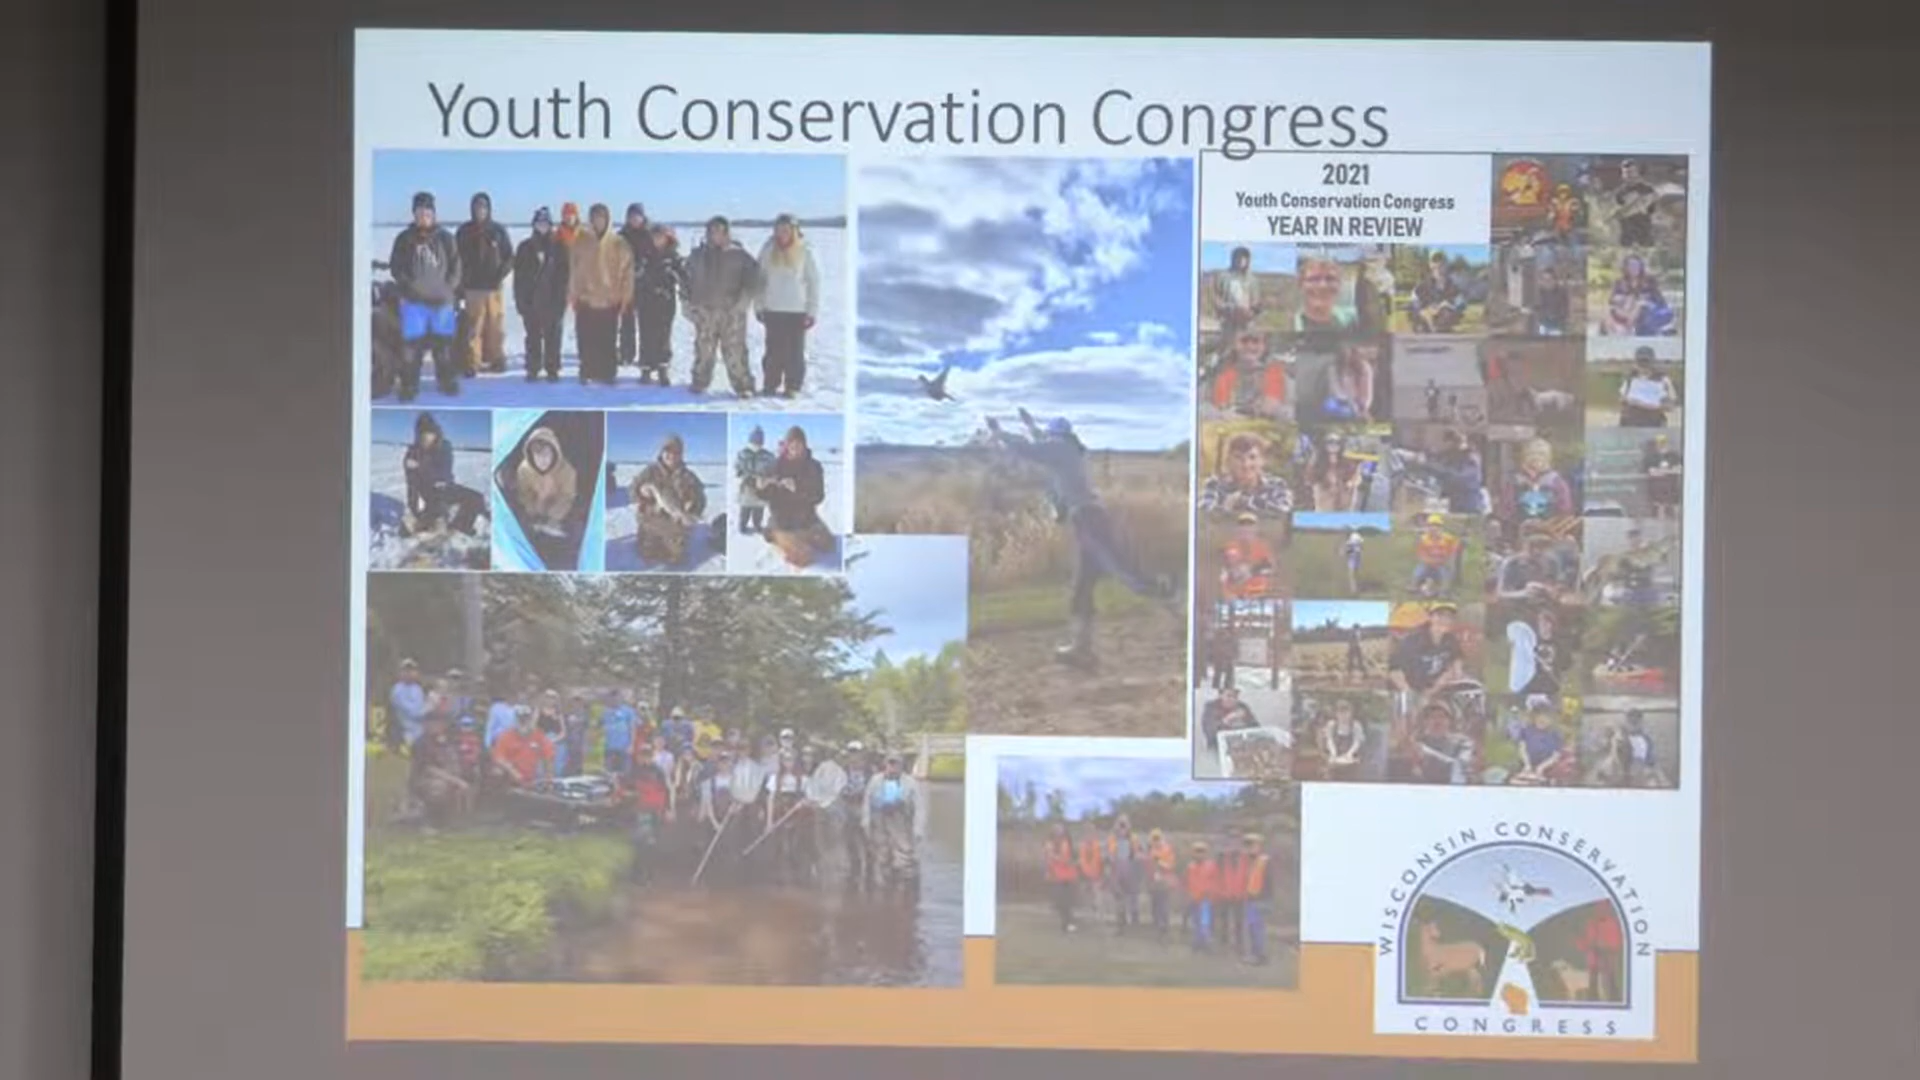 Youth Conservation Congress
2021
Youth Conservation Congress
YEAR IN REVIEW
WISCONSIN CONSERVATION
CONGRESS